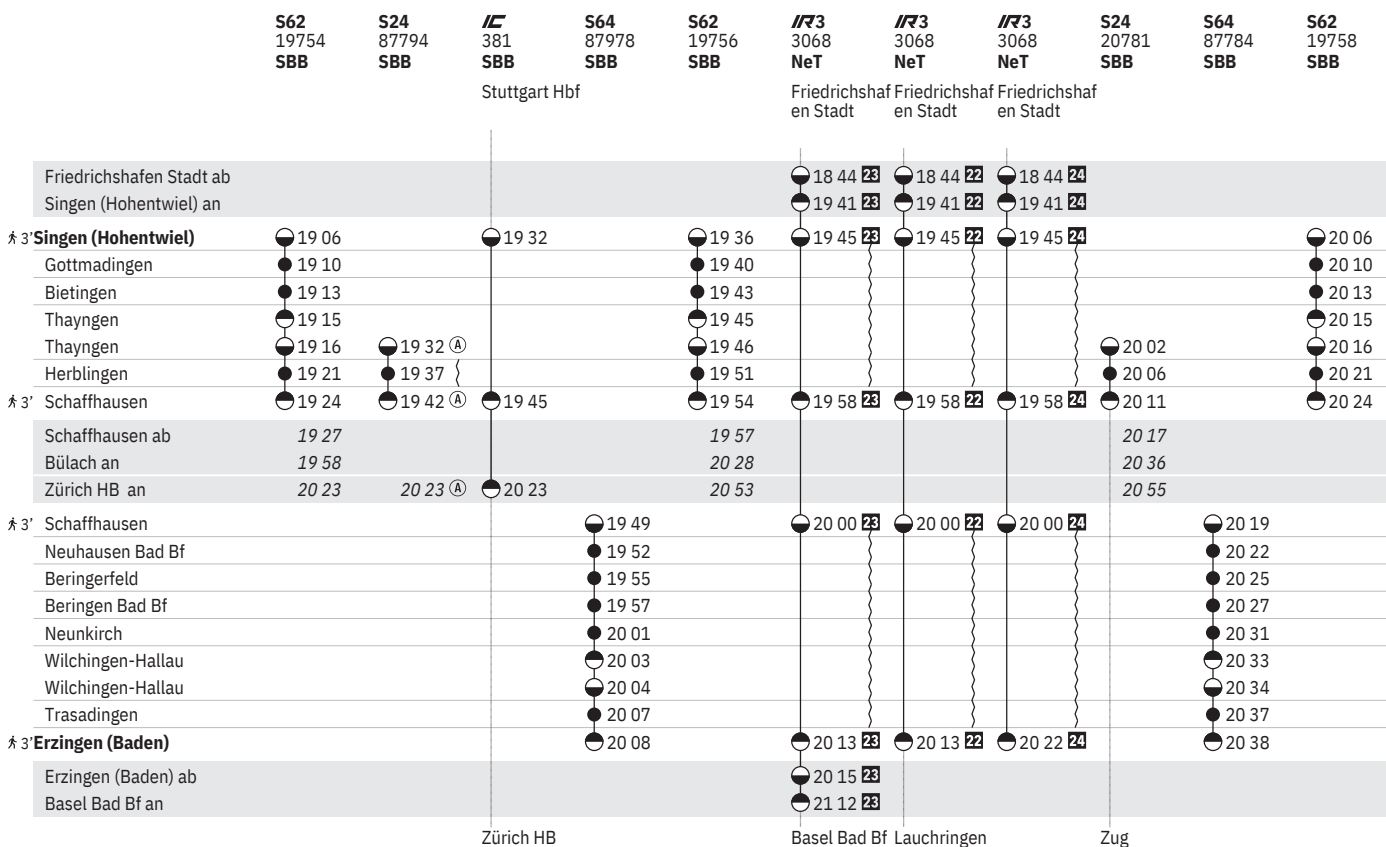 S62 S24 IC S64 S62 IR3 IR3 IR3 S24 S64 S62
19754 87794 381 87978 19756 3068 3068 3068 20781 87784 19758
SBB SBB SBB SBB SBB NeT NeT NeT SBB SBB SBB
Stuttgart Hbf Friedrichshaf Friedrichshaf Friedrichshaf
en Stadt en Stadt en Stadt
Friedrichshafen Stadt ab 18 44 23 18 44 22 18 44 24
Singen (Hohentwiel) an 19 41 23 19 41 22 19 41 24
3' Singen (Hohentwiel) 19 06 19 32 19 36 19 45 23 19 45 22 19 45 24 20 06
Gottmadingen 19 10 19 40 20 10
Bietingen 19 13 19 43 20 13
Thayngen 19 15 19 45 20 15
Thayngen 19 16 19 32 A 19 46 20 02 20 16
Herblingen 19 21 19 37 19 51 20 06 20 21
3' Schaffhausen 19 24 19 42 A 19 45 19 54 19 58 23 19 58 22 19 58 24 20 11 20 24
Schaffhausen ab 19 27 19 57 20 17
Bülach an 19 58 20 28 20 36
Zürich HB an 20 23 20 23 A 20 23 20 53 20 55
3' Schaffhausen 19 49 20 00 23 20 00 22 20 00 24 20 19
Neuhausen Bad Bf 19 52 20 22
Beringerfeld 19 55 20 25
Beringen Bad Bf 19 57 20 27
Neunkirch 20 01 20 31
Wilchingen-Hallau 20 03 20 33
Wilchingen-Hallau 20 04 20 34
Trasadingen 20 07 20 37
3' Erzingen (Baden) 20 08 20 13 23 20 13 22 20 22 24 20 38
Erzingen (Baden) ab 20 15 23
Basel Bad Bf an 21 12 23
Zürich HB Basel Bad Bf Lauchringen Zug